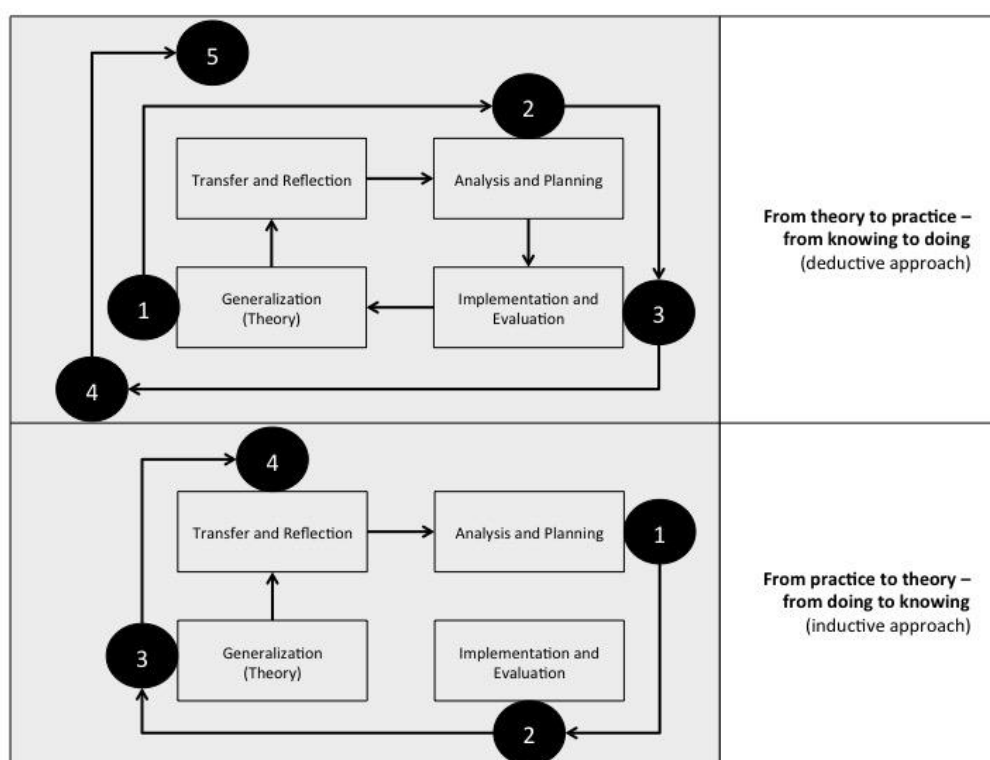 5
2
Transfer and Reflection
Analysis and Planning
1
Generalization
(Theory)
Implementation and
Evaluation
3
4
From theory to practice –
from knowing to doing
(deductive approach)
4
Transfer and Reflection
Analysis and Planning
1
3
Generalization
(Theory)
Implementation and
Evaluation
2
From practice to theory –
from doing to knowing
(inductive approach)